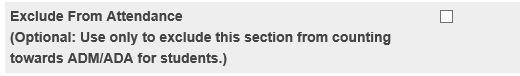 Exclude From Attendance
(Optional: Use only to exclude this section from counting
towards ADM/ADA for students.)